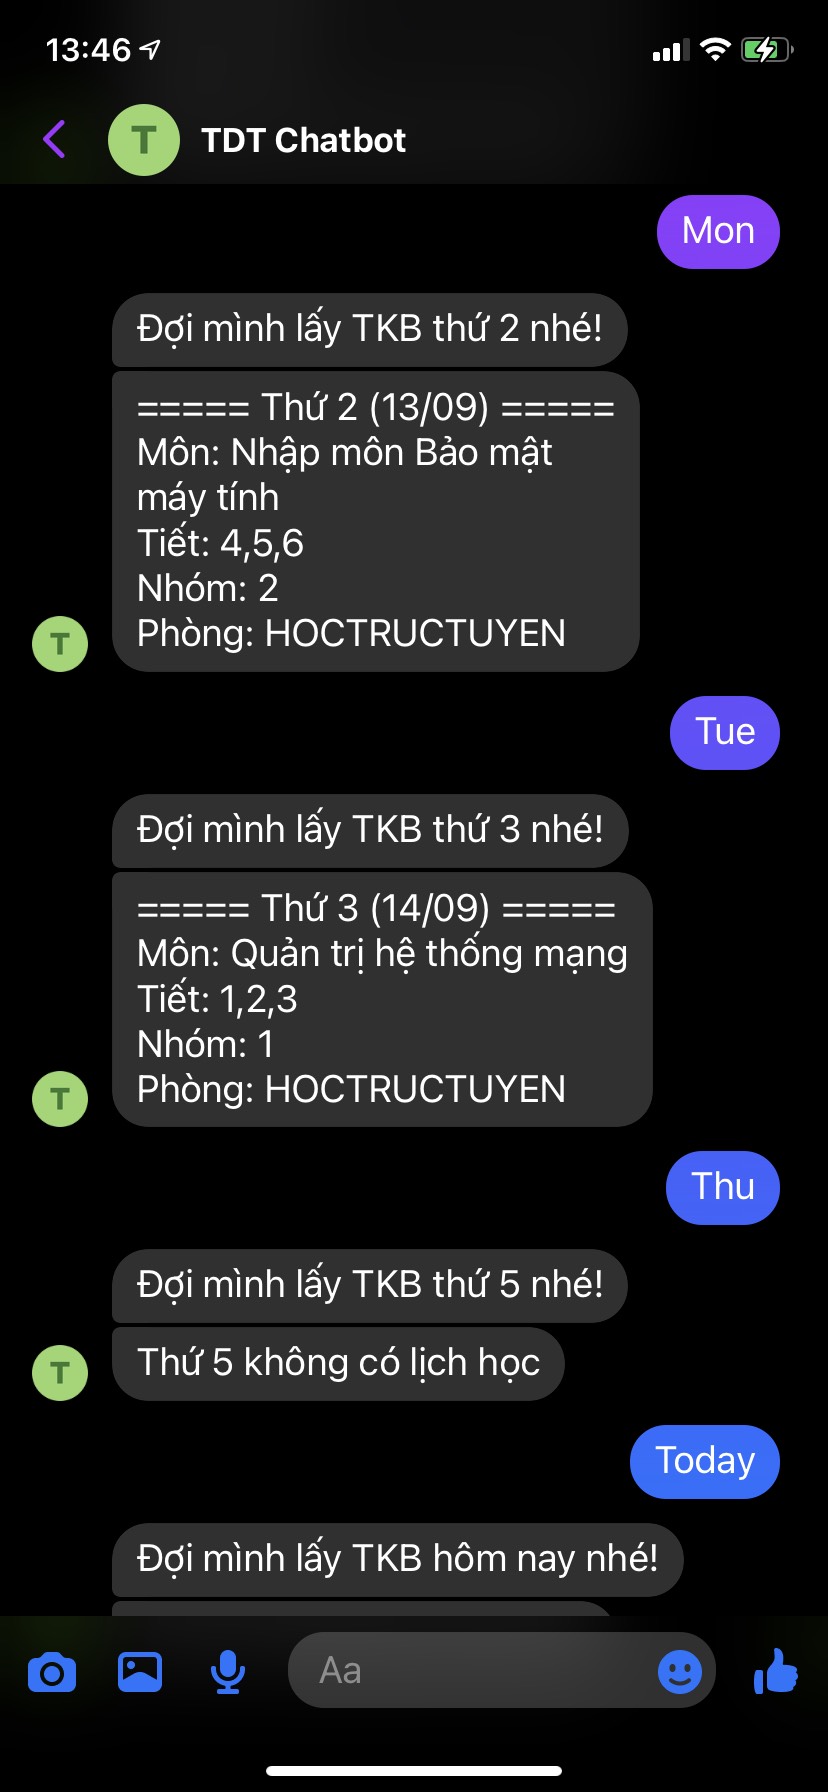 13:46
T
TDT Chatbot
Mon
Đợi mình lấy TKB thứ 2 nhé!
===== Thứ 2 (13/09) =====
Môn: Nhập môn Bảo mật
máy tính
Tiết: 4,5,6
Nhóm: 2
Phòng: HOCTRUCTUYEN
T
Tue
Đợi mình lấy TKB thứ 3 nhé!
===== Thứ 3 (14/09) =====
Môn: Quản trị hệ thống mạng
Tiết: 1,2,3
Nhóm: 1
Phòng: HOCTRUCTUYEN
T
Thu
Đợi mình lấy TKB thứ 5 nhé!
Thứ 5 không có lịch học
T
Today
Đợi mình lấy TKB hôm nay nhé!
Aa